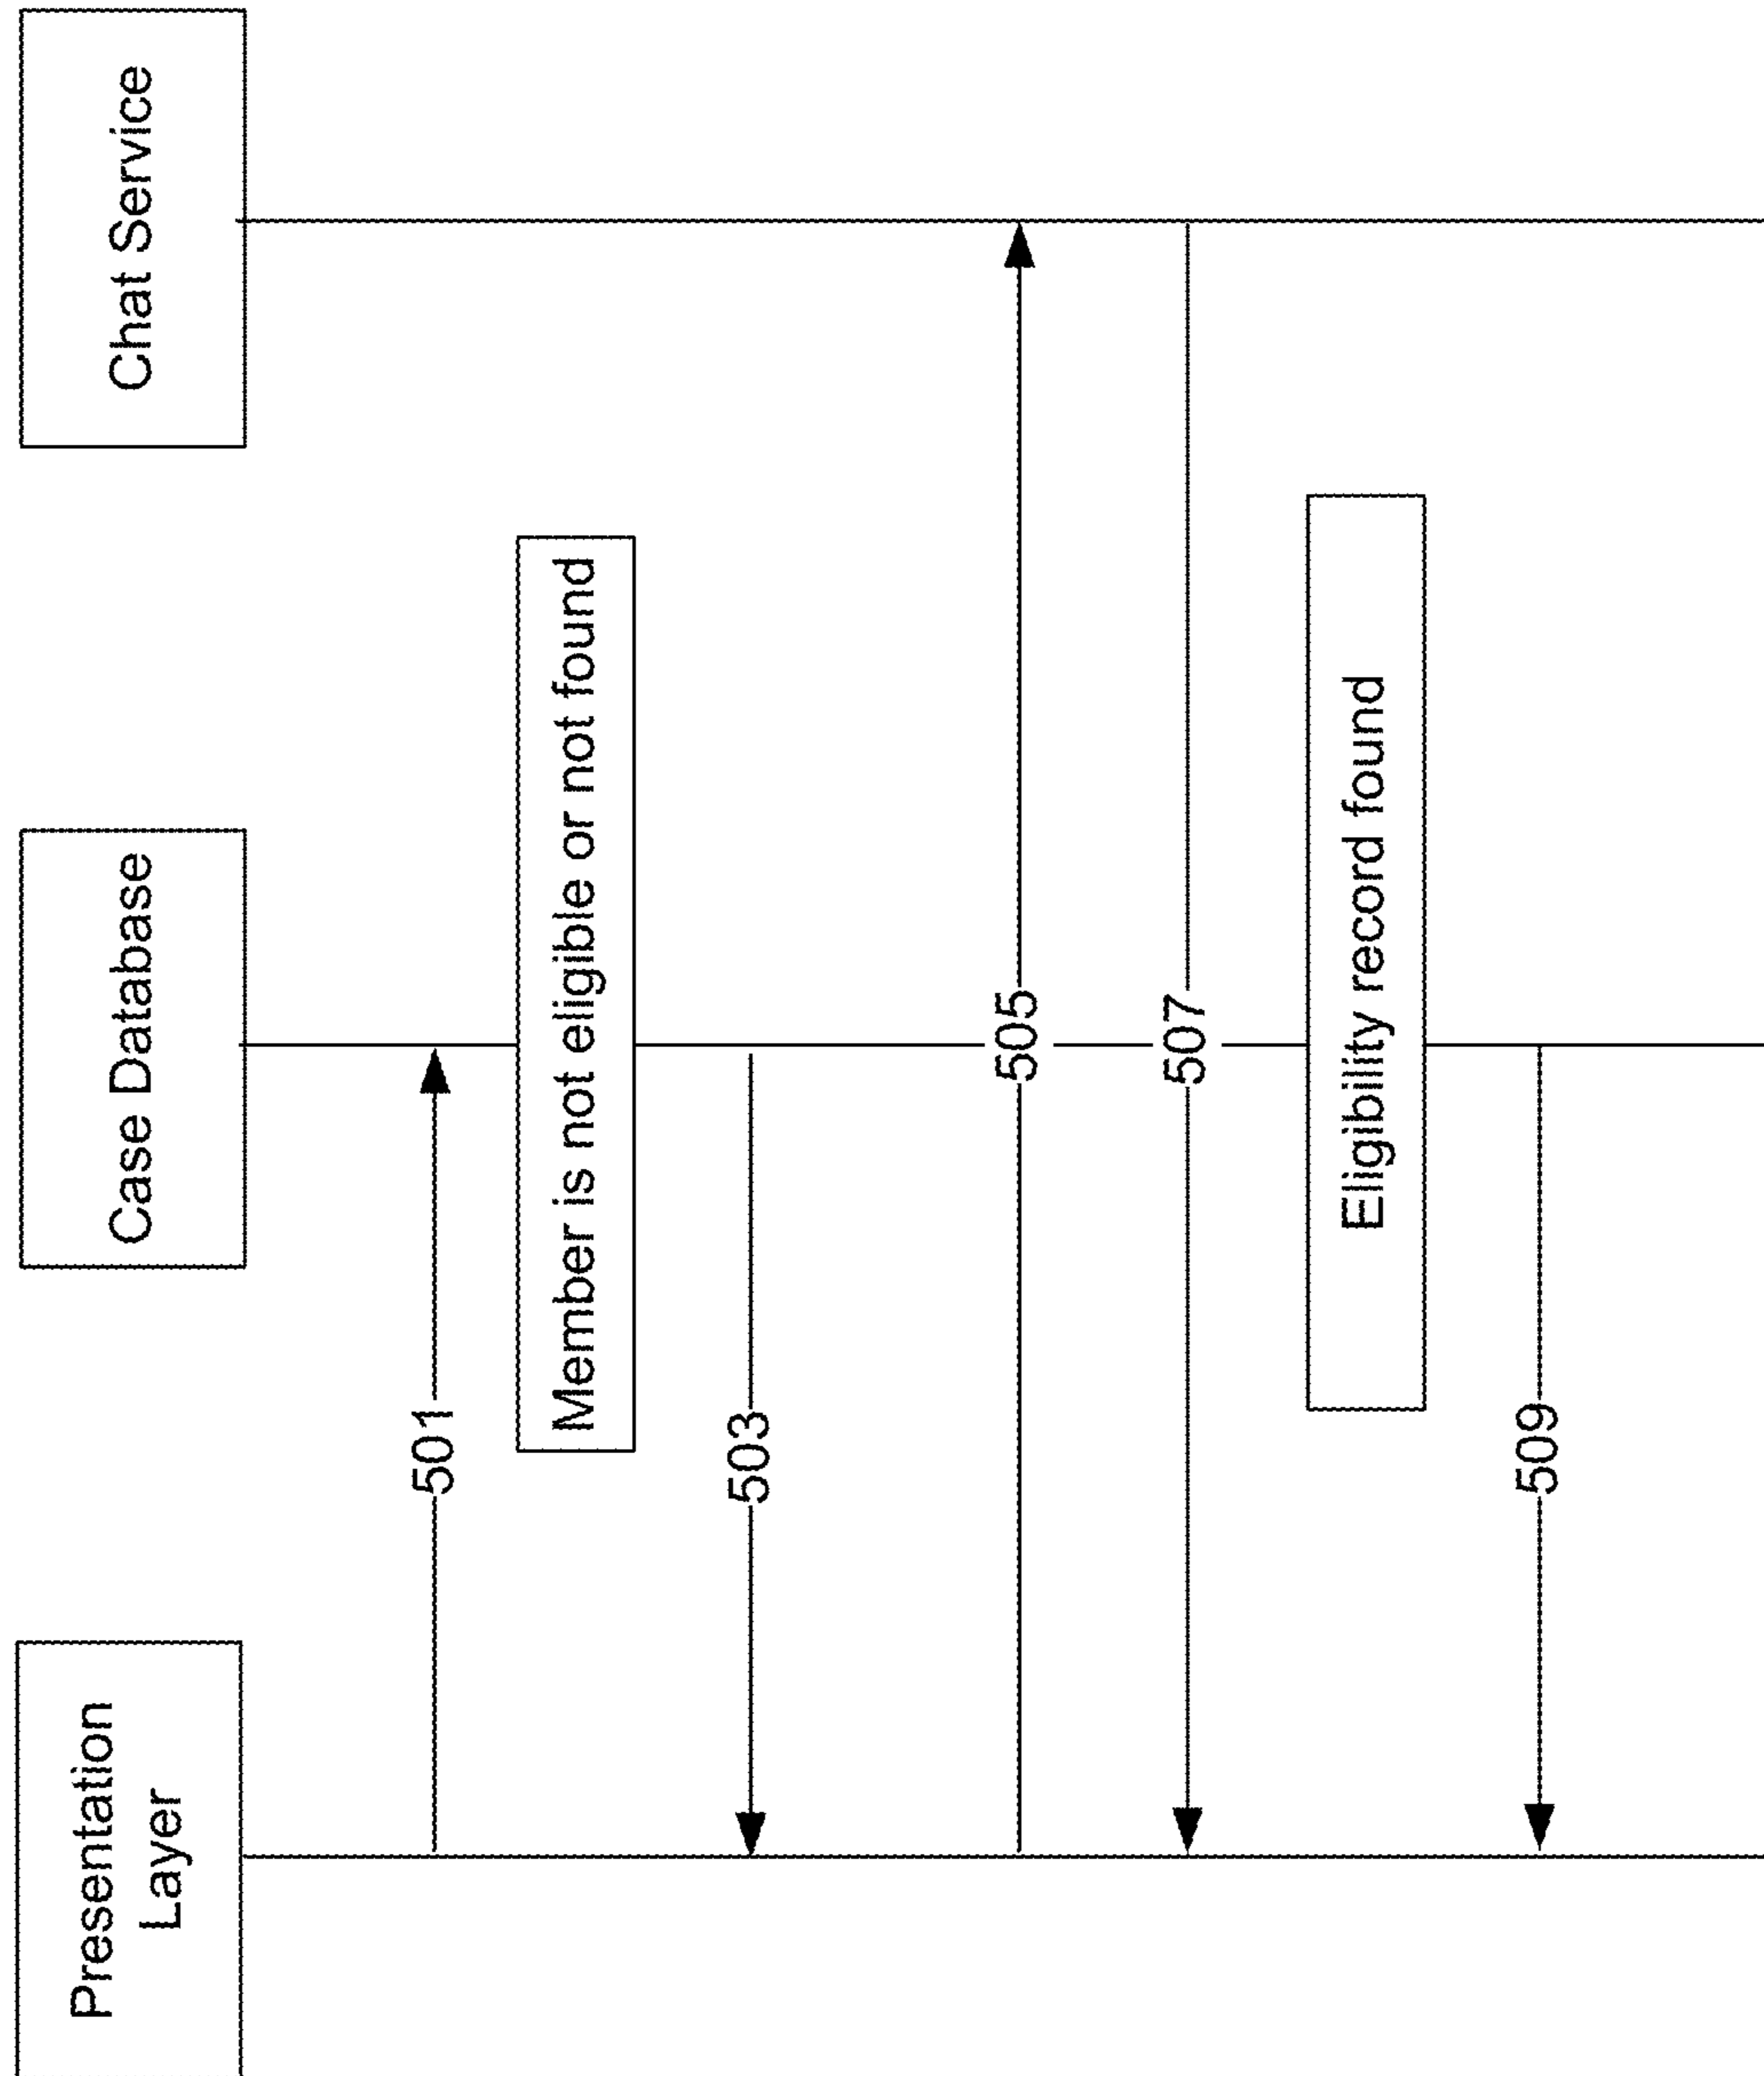 Presentation
Layer
Case Database
Chat Service
501
Member is not eligible or not found
503
505
507
Eligibility record found
509